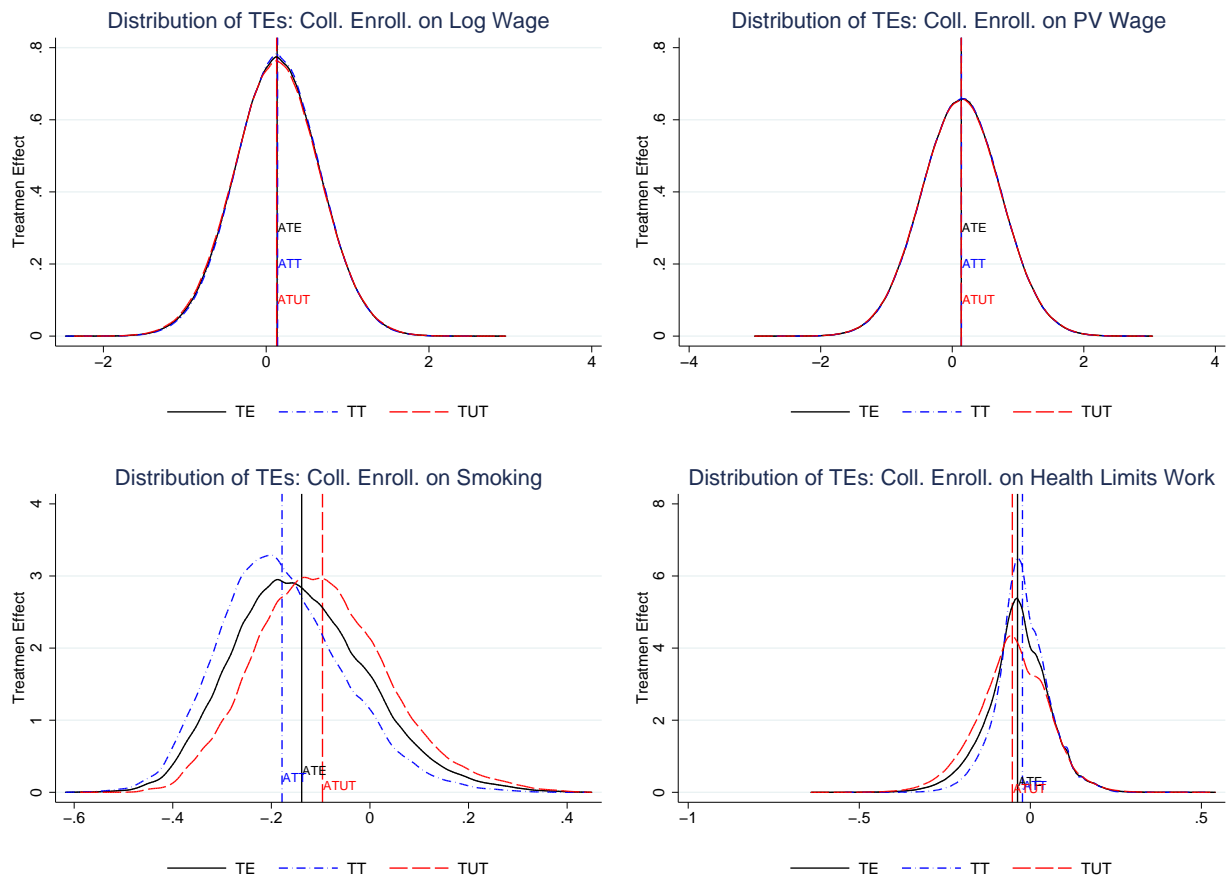 Distribution of TEs: Coll. Enroll. on Log Wage
Treatmen Effect
.8
.6
.4
.2
0
ATE
ATT
ATUT
−2 0 2 4
TE TT TUT
Distribution of TEs: Coll. Enroll. on PV Wage
Treatmen Effect
.8
.6
.4
.2
0
ATE
ATT
ATUT
−4 −2 0 2 4
TE TT TUT
Distribution of TEs: Coll. Enroll. on Smoking
Treatmen Effect
4
3
2
1
0
ATE
ATT
ATUT
−.6 −.4 −.2 0 .2 .4
TE TT TUT
Distribution of TEs: Coll. Enroll. on Health Limits Work
Treatmen Effect
8
6
4
2
0
ATE
ATT
ATUT
−1 −.5 0 .5
TE TT TUT